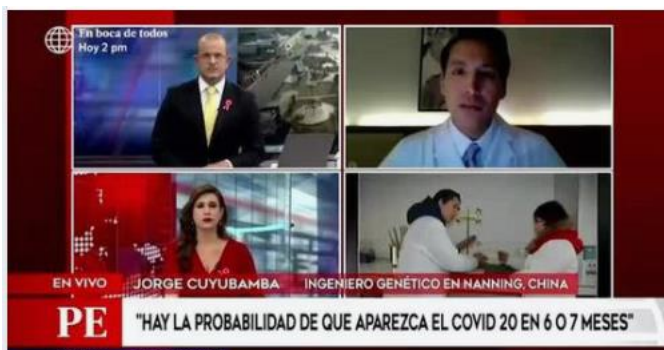 En boca de todos
Hoy 2 pm
EN VIVO JORGE CUYUBAMBA INGENIERO GENÉTICO EN NANNING, CHINA
PE "HAY LA PROBABILIDAD DE QUE APAREZCA EL COVID 20 EN 6 O 7 MESES"